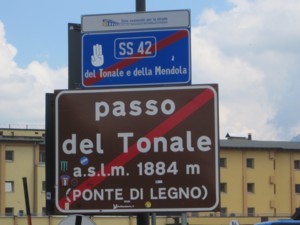 SS 42
del Tonale e della Mendola
passo
del Tonale
a.s.l.m. 1884 m
(PONTE DI LEGNO)